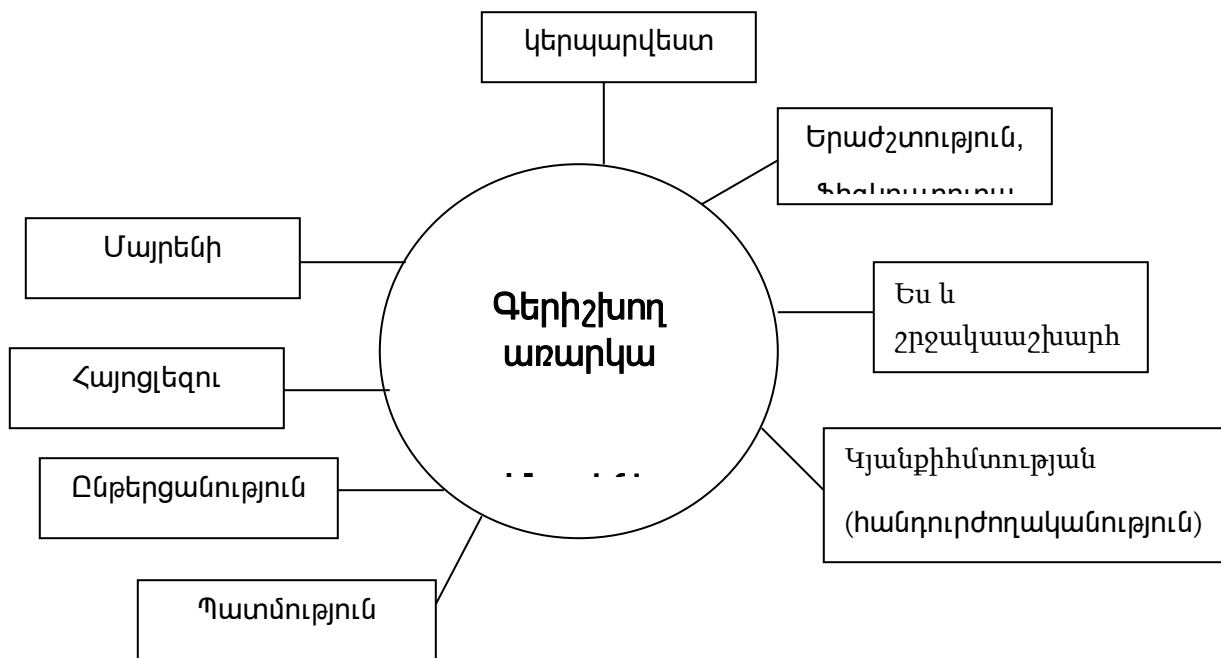 կերպարվեստ
Երաժշտություն,
Մայրենի
Գերիշխող
առարկա
Ես և
շրջակաաշխարհ
Հայոցլեզու
Կյանքիհմտության
(հանդուրժողականություն)
Ընթերցանություն
Պատմություն